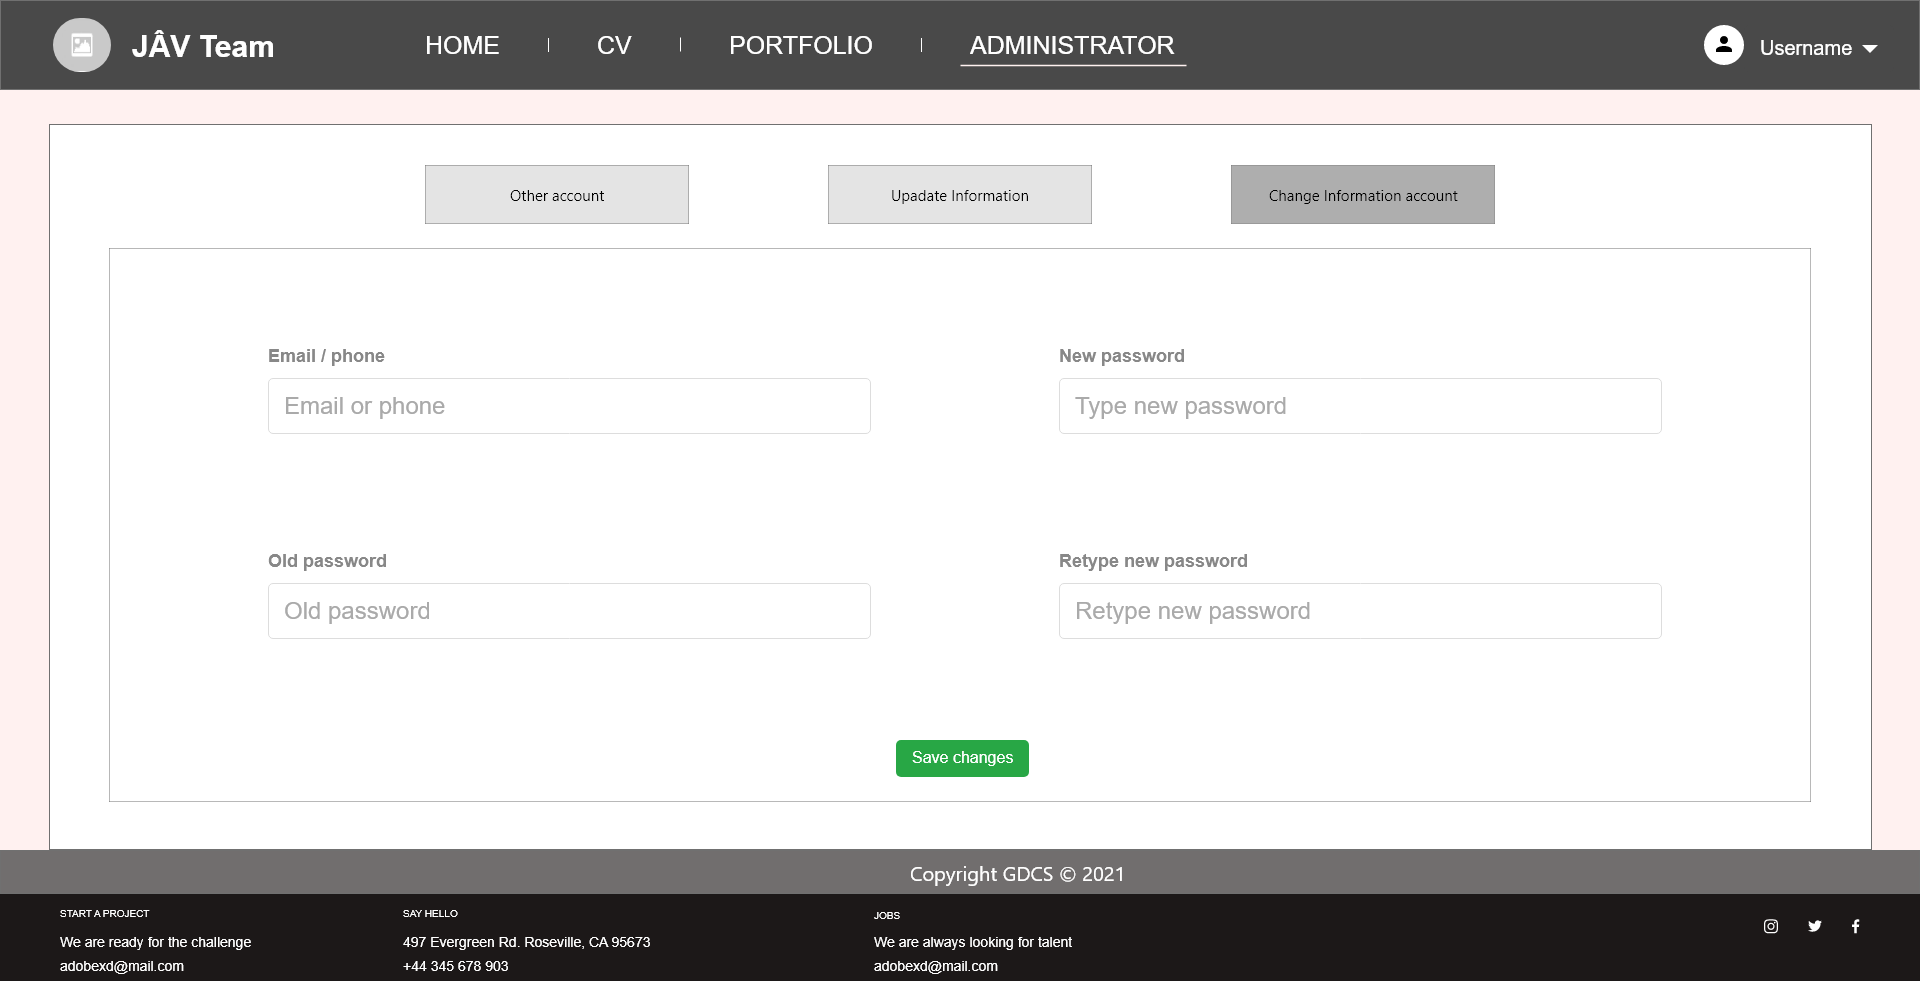 JÂV Team
HOME
CV
PORTFOLIO
ADMINISTRATOR
Username
Other account
Upadate Information
Change Information account
Email / phone
New password
Email or phone
Type new password
Old password
Retype new password
Old password
Retype new password
Save changes
Copyright GDCS © 2021
START A PROJECT
We are ready for the challenge
adobexd@mail.com
SAY HELLO
497 Evergreen Rd. Roseville, CA 95673
+44 345 678 903
JOBS
We are always looking for talent
adobexd@mail.com